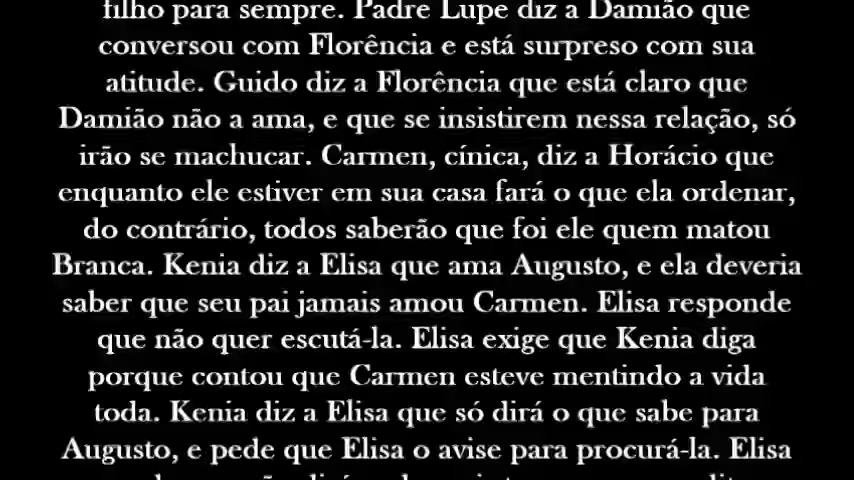 filho para sempre. Padre Lupe diz a Damião que
conversou com Florência e está surpreso com sua
atitude. Guido diz a Florência que está claro que
Damião não a ama, e que se insistirem nessa relação, só
irão se machucar. Carmen, cínica, diz a Horácio que
enquanto ele estiver em sua casa fará o que ela ordenar,
do contrário, todos saberão que foi ele quem matou
Branca. Kenia diz a Elisa que ama Augusto, e ela deveria
saber que seu pai jamais amou Carmen. Elisa responde
que não quer escutá-la. Elisa exige que Kenia diga
porque contou que Carmen esteve mentindo a vida
toda. Kenia diz a Elisa que só dirá o que sabe para
Augusto, e pede que Elisa o avise para procurá-la. Elisa